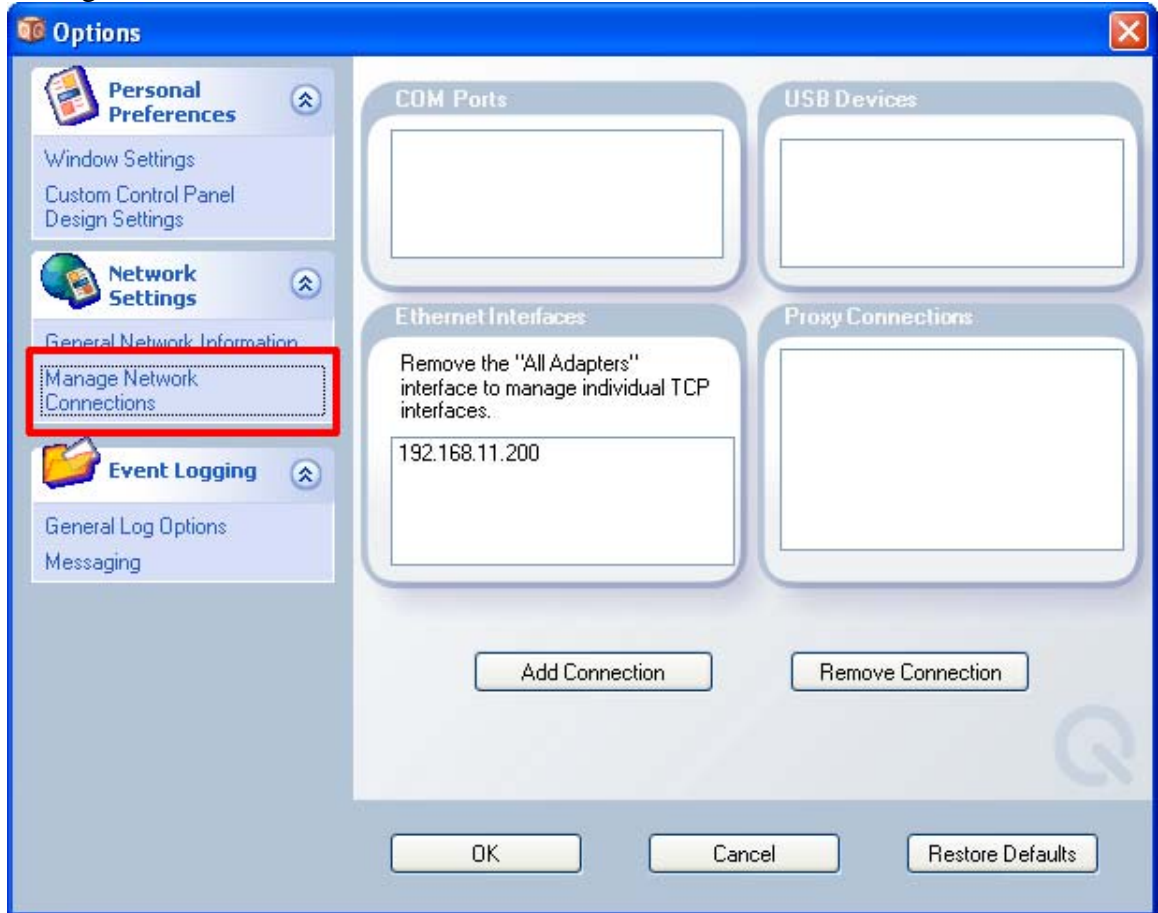 Options
Personal
Preferences
Window Settings
Custom Control Panel
Design Settings
Network
Settings
General Network Information
Manage Network
Connections
Event Logging
General Log Options
Messaging
COM Ports
USB Devices
Ethernet Interfaces
Remove the "All Adapters"
interface to manage individual TCP
interfaces.
192.168.11.200
Proxy Connections
Add Connection
Remove Connection
OK
Cancel
Restore Defaults